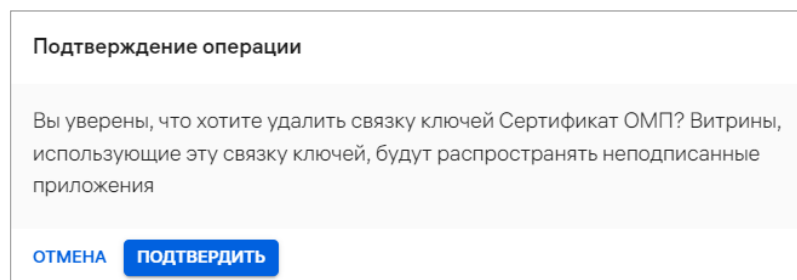 Подтверждение операции
Вы уверены, что хотите удалить связку ключей Сертификат ОМП? Витрины,
использующие эту связку ключей, будут распространять неподписанные
приложения
ОТМЕНА ПОДТВЕРДИТЬ